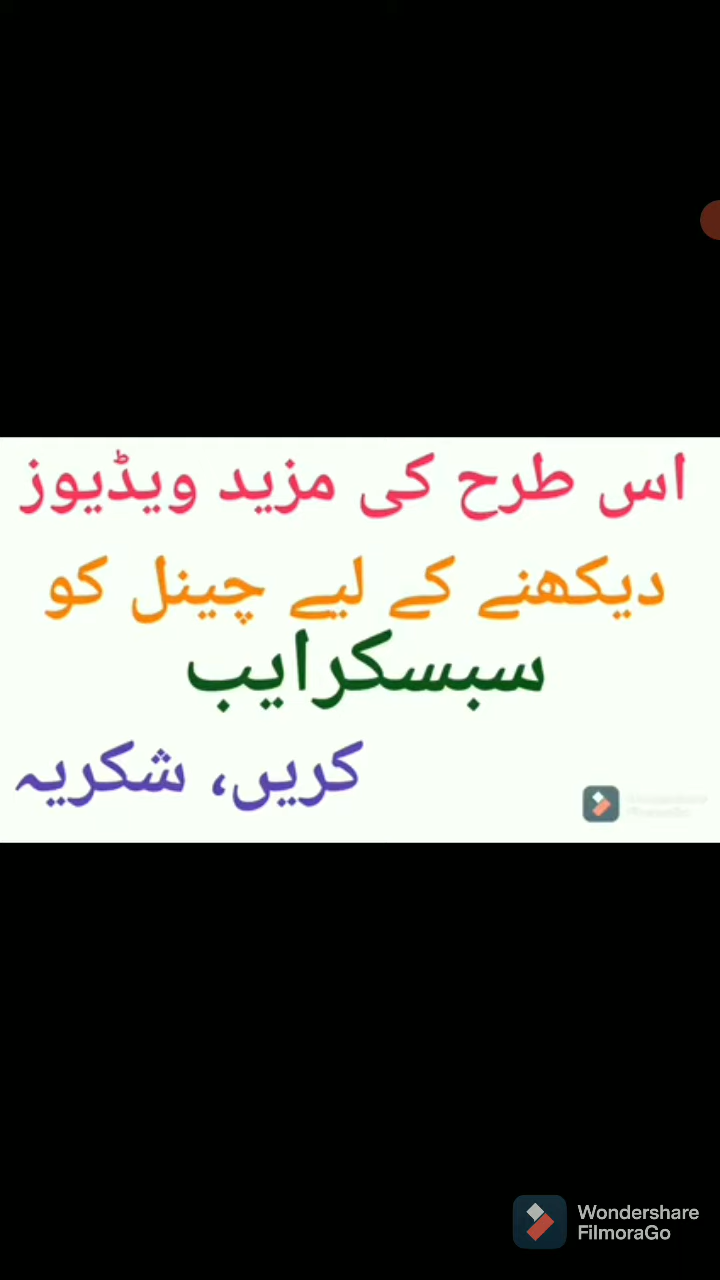 اس طرح کی مزید ویڈیوز
دیکھنے کے لیے چینل کو
سبسکرایب
کریں، شکریہ
Wondershare
FilmoraGo